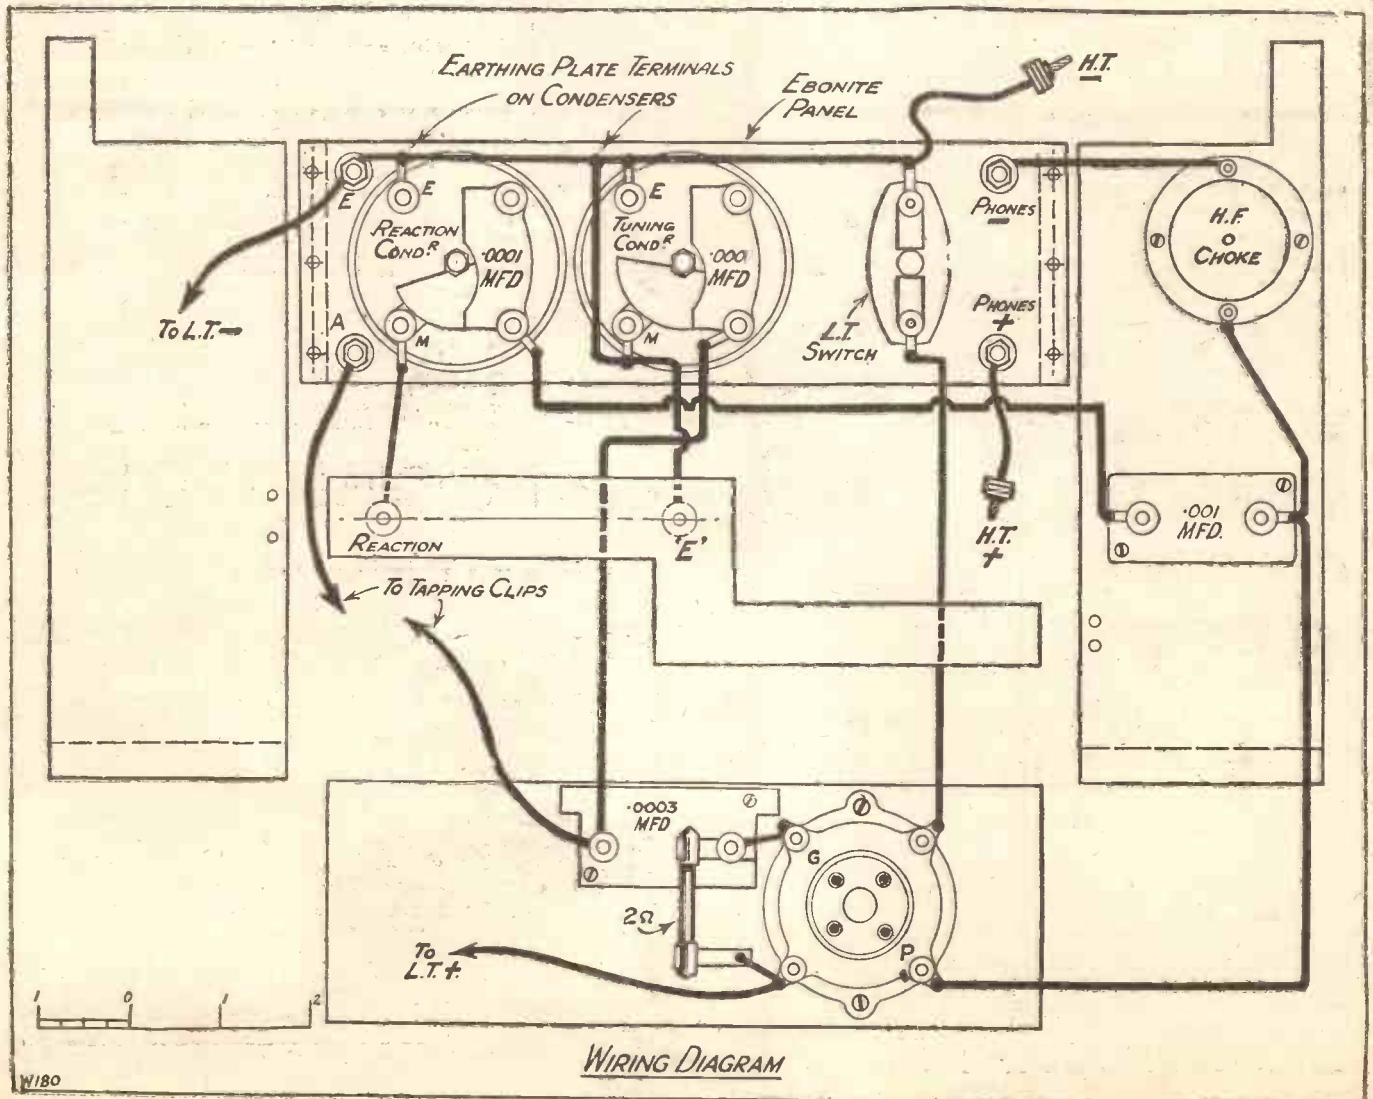 EARTHING PLATE TERMINALS
ON CONDENSERS
EBONITE
PANEL
H.T.
-
E
E
E
PHONES
-
REACTION
COND.R
.0001
MFD
TUNING
COND.R
.0001
MFD
H.F.
CHOKE
TO L.T.-
A
M
M
L.T.
SWITCH
PHONES
+
REACTION
'E'
H.T.
+
.001
MFD.
TO TAPPING CLIPS
.0003
MFD
G
2Ω
P
TO
L.T.+
1 0 1 2
WIRING DIAGRAM
W180